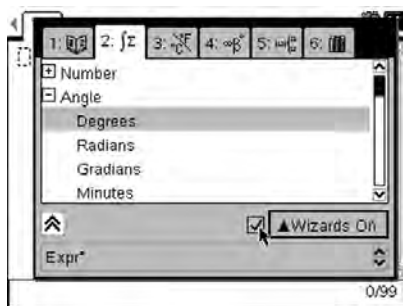 1: 2: ∫Σ 3: 4: ∞β° 5: 6:
Number
Angle
Degrees
Radians
Gradians
Minutes
Wizards On
Expr°
0/99